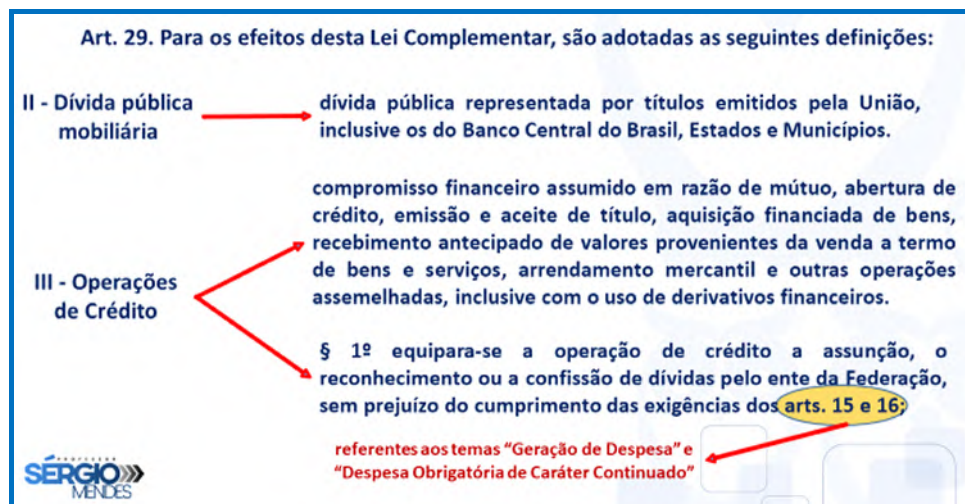 Art. 29. Para os efeitos desta Lei Complementar, são adotadas as seguintes definições:
II - Dívida pública
mobiliária
dívida pública representada por títulos emitidos pela União,
inclusive os do Banco Central do Brasil, Estados e Municípios.
III - Operações
de Crédito
compromisso financeiro assumido em razão de mútuo, abertura de
crédito, emissão e aceite de título, aquisição financiada de bens,
recebimento antecipado de valores provenientes da venda a termo
de bens e serviços, arrendamento mercantil e outras operações
assemelhadas, inclusive com o uso de derivativos financeiros.
§ 1º equipara-se a operação de crédito a assunção, o
reconhecimento ou a confissão de dívidas pelo ente da Federação,
sem prejuízo do cumprimento das exigências dos arts. 15 e 16;
referentes aos temas “Geração de Despesa” e
“Despesa Obrigatória de Caráter Continuado”
PROFESSOR
SÉRGIO
MENDES